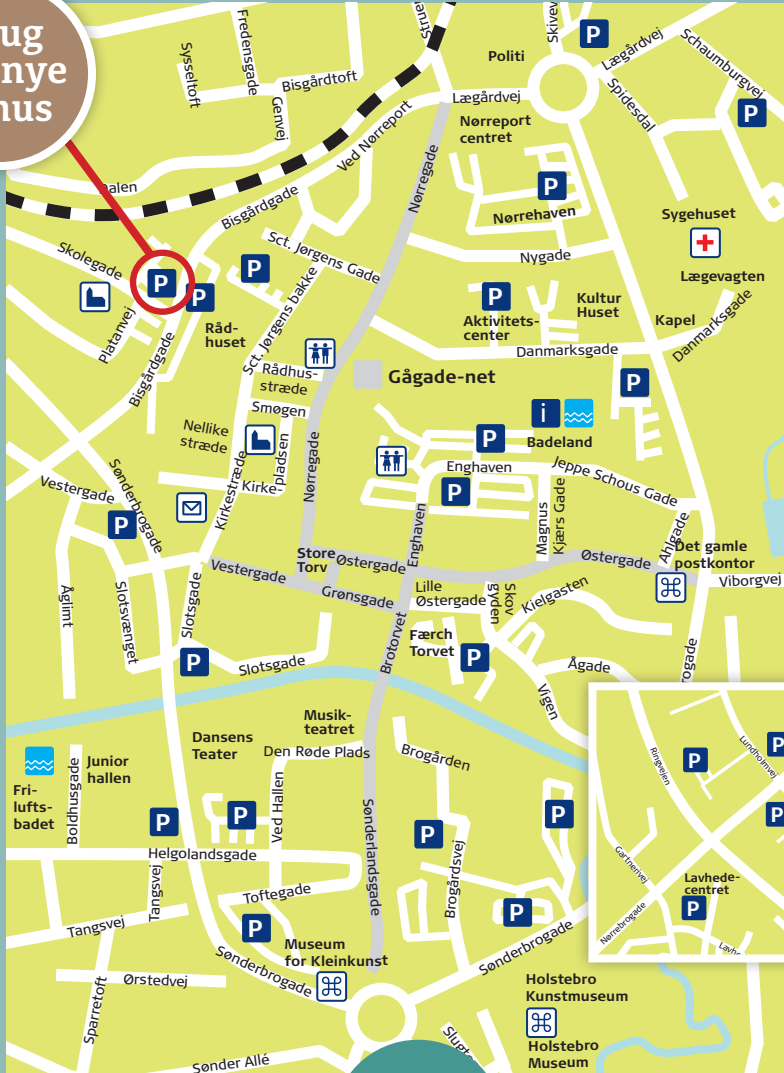 ug
nye
hus
Sysseltoft
Fredensgade
Genvej
Bisgårdtoft
Ved Nørreport
Dalen
Bisgårdgade
Skolegade
P
P
P
Råd-
huset
Platanvej
Bisgårdgade
Sct. Jørgens Gade
Sct. Jørgens bakke
Rådhus-
stræde
Smøgen
Nellike
stræde
Kirke-
pladsen
Kirkestræde
Nørregade
Nørregade
Gågade-net
Politi
P
Lægårdvej
Lægårdvej
Spidesdal
Schaumburgvej
P
Nørreport
centret
P
Nørrehaven
Nygade
Sygehuset
Lægevagten
P
Aktivitets-
center
Kultur
Huset
Kapel
Danmarksgade
Danmarksgade
P
i
Badeland
P
Enghaven
P
Jeppe Schous Gade
Magnus
Kjærs Gade
Ahlgade
Enghaven
Det gamle
postkontor
Viborgvej
Østergade
Vestergade
P
Sønderbrogade
Åglimt
Slotsvænget
Slotsgade
Vestergade
Store
Torv
Østergade
Grønsgade
Lille
Østergade
Skov
gyden
Kielgasten
Brotorvet
Færch
Torvet
P
Ågade
Vigen
rogade
P
Slotsgade
Fri-
lufts-
badet
Boldhusgade
Junior
hallen
Dansens
Teater
Musik-
teatret
Den Røde Plads
Ved Hallen
Brogården
Sønderlandsgade
P
P
P
P
Brogårdsvej
Helgolandsgade
Tangsvej
Tangsvej
Toftegade
P
P
Museum
for Kleinkunst
Sønderbrogade
Sønderbrogade
Ørstedvej
Sparretoft
Sønder Allé
Holstebro
Kunstmuseum
Holstebro
Museum
Ringvejen
P
Lundholmvej
P
P
Gartnerivej
Nørrebrogade
Lavhede-
centret
P